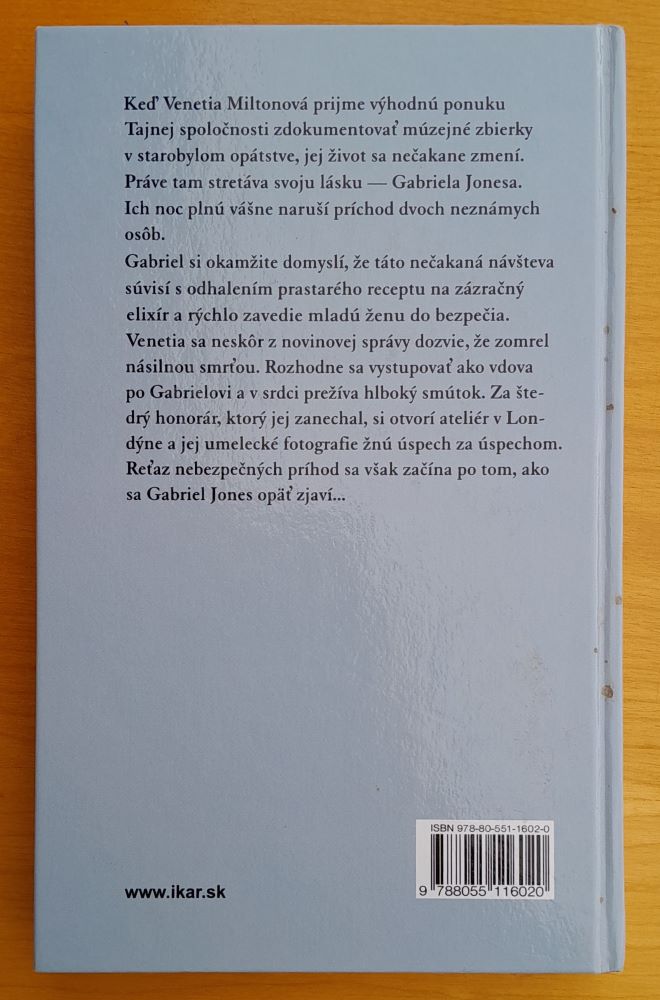 Keď Venetia Miltonová prijme výhodnú ponuku
Tajnej spoločnosti zdokumentovať múzejné zbierky
v starobylom opátstve, jej život sa nečakane zmení.
Práve tam stretáva svoju lásku — Gabriela Jonesa.
Ich noc plnú vášne naruší príchod dvoch neznámych
osôb.
Gabriel si okamžite domyslí, že táto nečakaná návšteva
súvisí s odhalením prastarého receptu na zázračný
elixír a rýchlo zavedie mladú ženu do bezpečia.
Venetia sa neskôr z novinovej správy dozvie, že zomrel
násilnou smrťou. Rozhodne sa vystupovať ako vdova
po Gabrielovi a v srdci prežíva hlboký smútok. Za šte-
drý honorár, ktorý jej zanechal, si otvorí ateliér v Lon-
dýne a jej umelecké fotografie žnú úspech za úspechom.
Reťaz nebezpečných príhod sa však začína po tom, ako
sa Gabriel Jones opäť zjaví...
ISBN 978-80-551-1602-0
9 788055 116020
www.ikar.sk